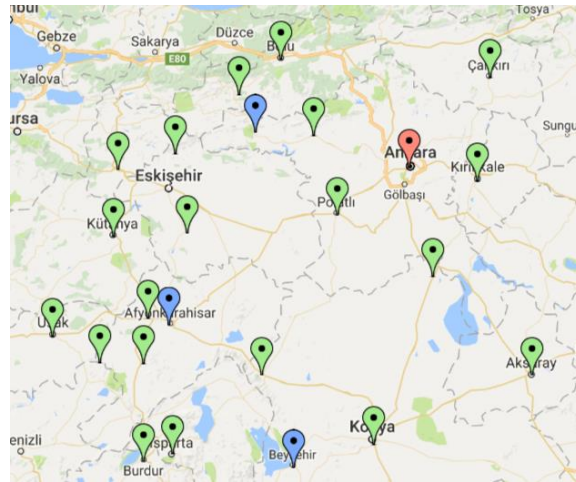 Tosya
Gebze
Sakarya
Düzce
Bolu
E80
Çankırı
Yalova
ursa
Sungu
Ankara
Kırıkkale
Eskişehir
Gölbaşı
Polatlı
Kütahya
Afyonkarahisar
Uşak
Aksaray
Konya
Isparta
enizli
Beyşehir
Burdur